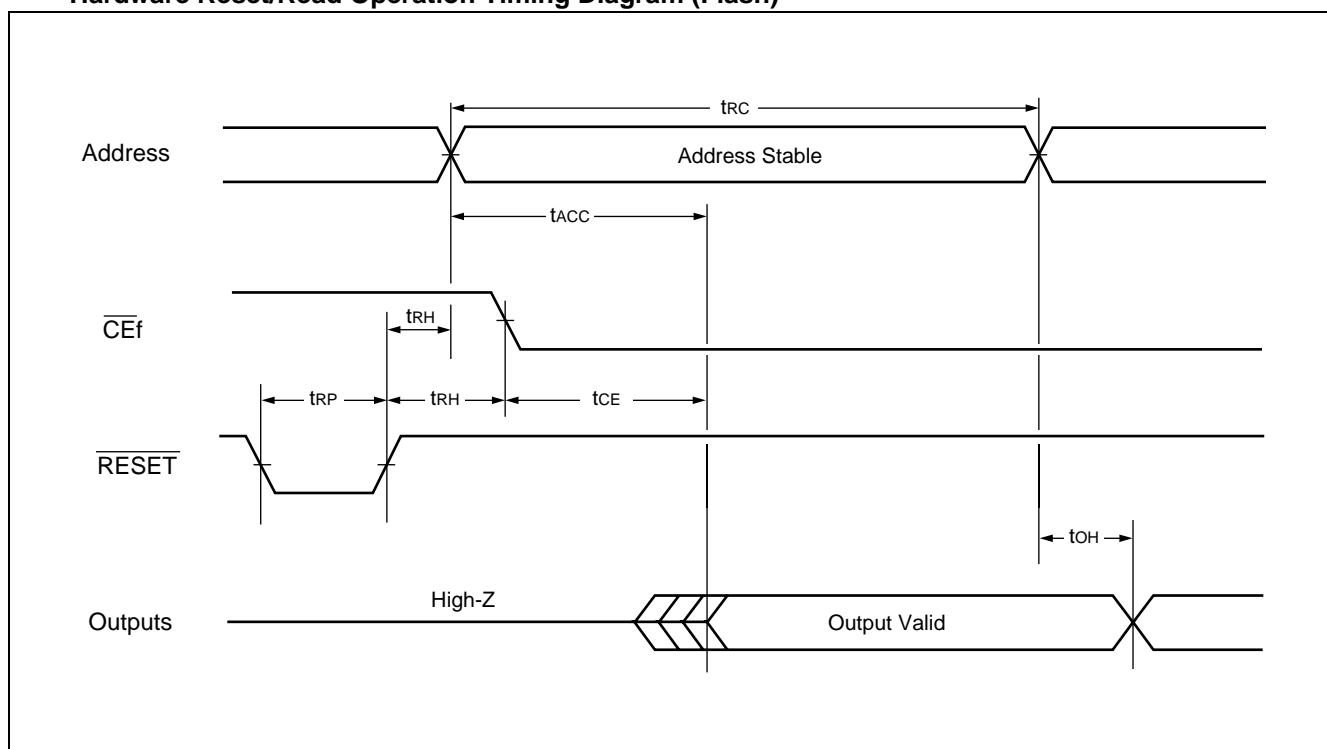 Hardware Reset/Read Operation Timing Diagram (Flash)
tRC
Address
Address Stable
tACC
CEf
tRH
tRP
tRH
tCE
RESET
tOH
High-Z
Outputs
Output Valid